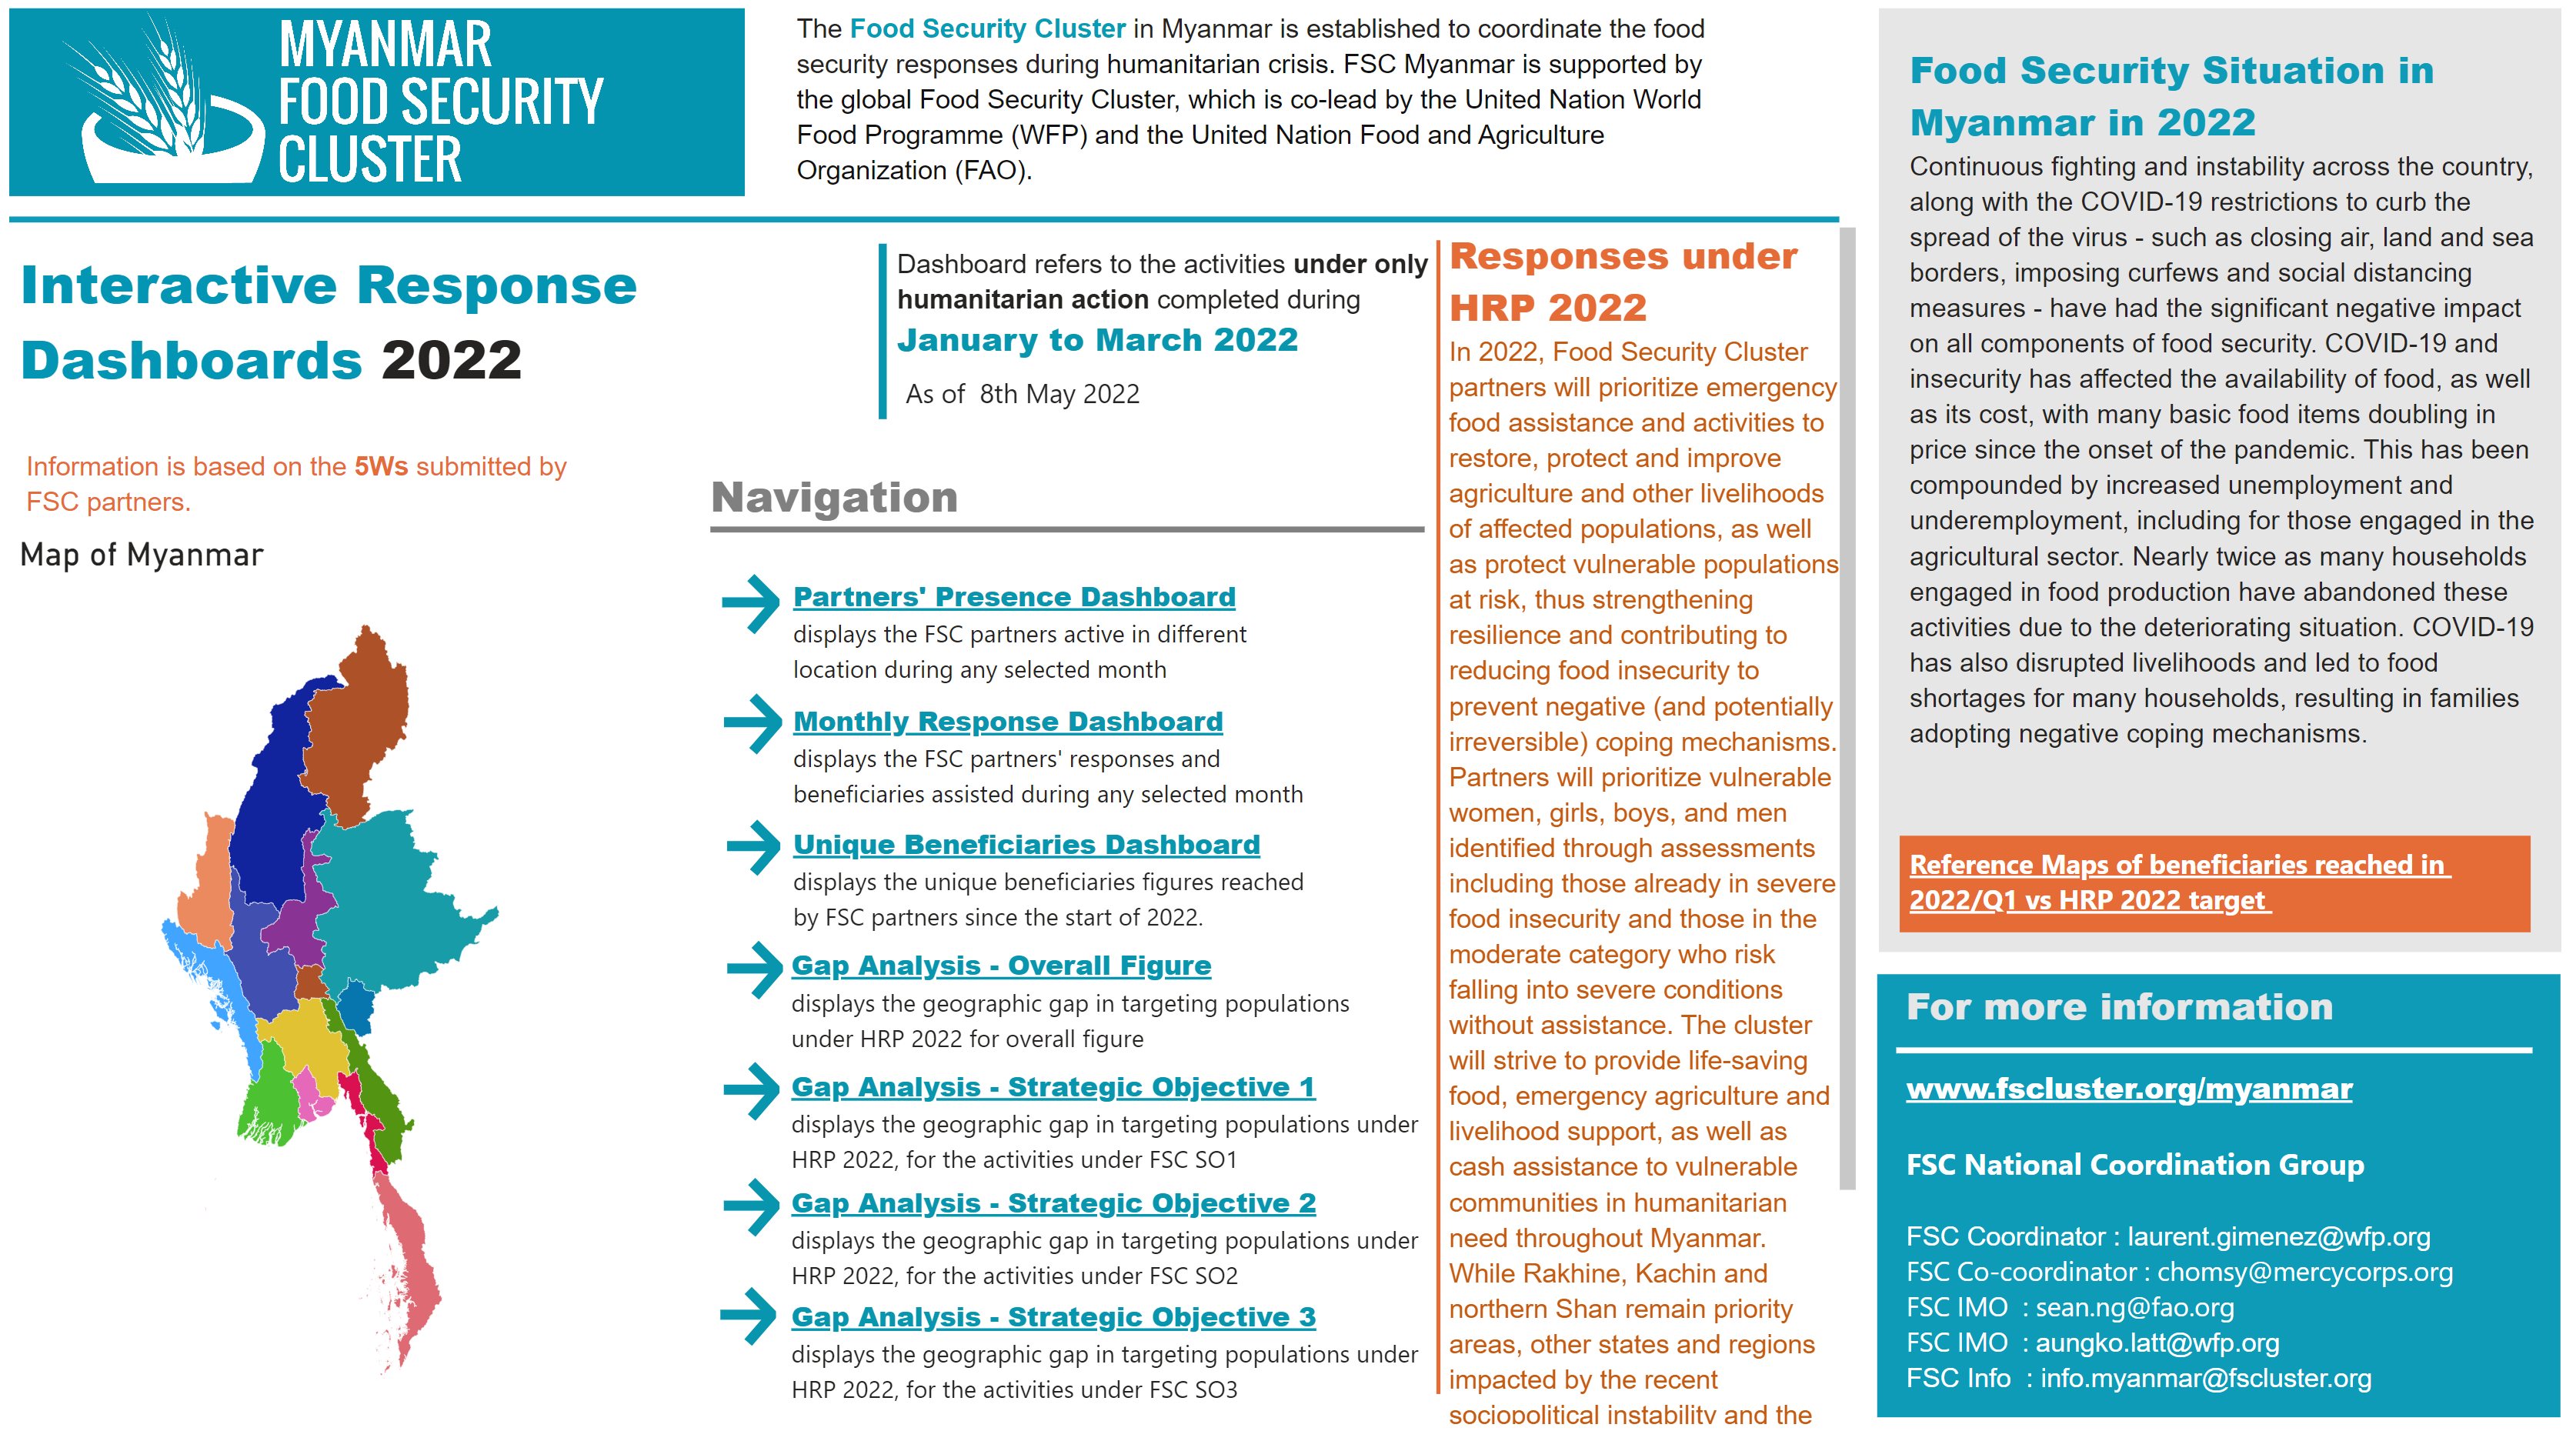 MYANMAR
FOOD SECURITY
CLUSTER
The Food Security Cluster in Myanmar is established to coordinate the food
security responses during humanitarian crisis. FSC Myanmar is supported by
the global Food Security Cluster, which is co-lead by the United Nation World
Food Programme (WFP) and the United Nation Food and Agriculture
Organization (FAO).
Interactive Response
Dashboards 2022
Information is based on the 5Ws submitted by
FSC partners.
Map of Myanmar
Dashboard refers to the activities under only
humanitarian action completed during
January to March 2022
As of 8th May 2022
Navigation
Partners' Presence Dashboard
displays the FSC partners active in different
location during any selected month
Monthly Response Dashboard
displays the FSC partners' responses and
beneficiaries assisted during any selected month
Unique Beneficiaries Dashboard
displays the unique beneficiaries figures reached
by FSC partners since the start of 2022.
Gap Analysis - Overall Figure
displays the geographic gap in targeting populations
under HRP 2022 for overall figure
Gap Analysis - Strategic Objective 1
displays the geographic gap in targeting populations under
HRP 2022, for the activities under FSC SO1
Gap Analysis - Strategic Objective 2
displays the geographic gap in targeting populations under
HRP 2022, for the activities under FSC SO2
Gap Analysis - Strategic Objective 3
displays the geographic gap in targeting populations under
HRP 2022, for the activities under FSC SO3
Responses under
HRP 2022
In 2022, Food Security Cluster
partners will prioritize emergency
food assistance and activities to
restore, protect and improve
agriculture and other livelihoods
of affected populations, as well
as protect vulnerable populations
at risk, thus strengthening
resilience and contributing to
reducing food insecurity to
prevent negative (and potentially
irreversible) coping mechanisms.
Partners will prioritize vulnerable
women, girls, boys, and men
identified through assessments
including those already in severe
food insecurity and those in the
moderate category who risk
falling into severe conditions
without assistance. The cluster
will strive to provide life-saving
food, emergency agriculture and
livelihood support, as well as
cash assistance to vulnerable
communities in humanitarian
need throughout Myanmar.
While Rakhine, Kachin and
northern Shan remain priority
areas, other states and regions
impacted by the recent
sociopolitical instability and the
Food Security Situation in
Myanmar in 2022
Continuous fighting and instability across the country,
along with the COVID-19 restrictions to curb the
spread of the virus - such as closing air, land and sea
borders, imposing curfews and social distancing
measures - have had the significant negative impact
on all components of food security. COVID-19 and
insecurity has affected the availability of food, as well
as its cost, with many basic food items doubling in
price since the onset of the pandemic. This has been
compounded by increased unemployment and
underemployment, including for those engaged in the
agricultural sector. Nearly twice as many households
engaged in food production have abandoned these
activities due to the deteriorating situation. COVID-19
has also disrupted livelihoods and led to food
shortages for many households, resulting in families
adopting negative coping mechanisms.
Reference Maps of beneficiaries reached in
2022/Q1 vs HRP 2022 target
For more information
www.fscluster.org/myanmar
FSC National Coordination Group
FSC Coordinator : laurent.gimenez@wfp.org
FSC Co-coordinator : chomsy@mercycorps.org
FSC IMO : sean.ng@fao.org
FSC IMO : aungko.latt@wfp.org
FSC Info : info.myanmar@fscluster.org